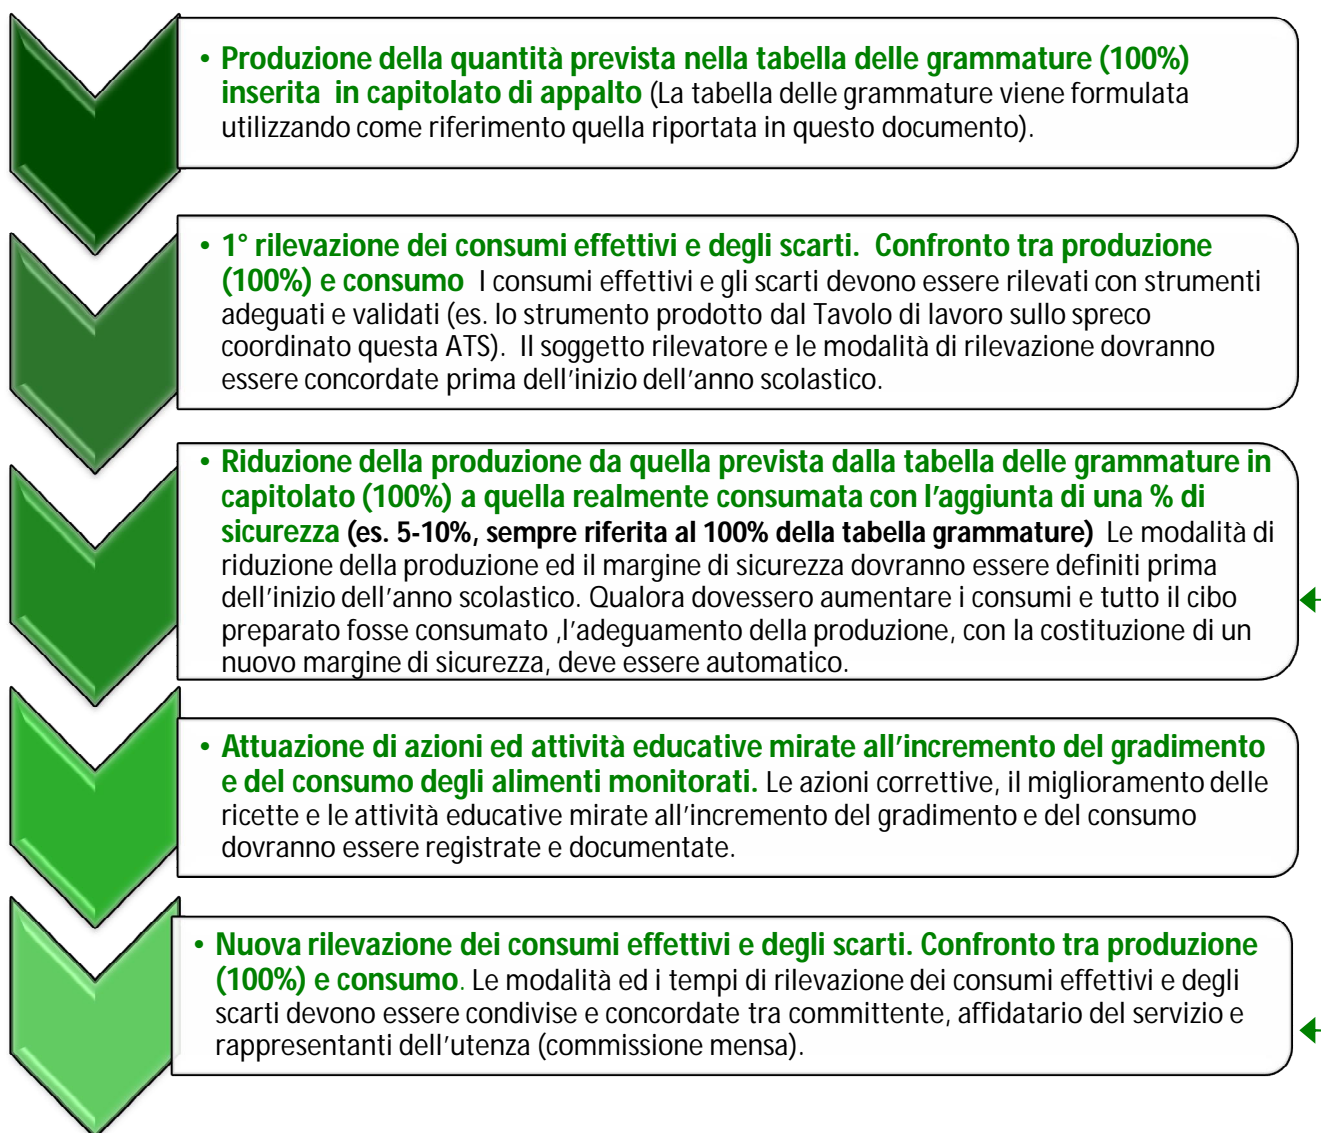 • Produzione della quantità prevista nella tabella delle grammature (100%)
inserita in capitolato di appalto (La tabella delle grammature viene formulata
utilizzando come riferimento quella riportata in questo documento).
• 1° rilevazione dei consumi effettivi e degli scarti. Confronto tra produzione
(100%) e consumo I consumi effettivi e gli scarti devono essere rilevati con strumenti
adeguati e validati (es. lo strumento prodotto dal Tavolo di lavoro sullo spreco
coordinato questa ATS). Il soggetto rilevatore e le modalità di rilevazione dovranno
essere concordate prima dell'inizio dell'anno scolastico.
• Riduzione della produzione da quella prevista dalla tabella delle grammature in
capitolato (100%) a quella realmente consumata con l'aggiunta di una % di
sicurezza (es. 5-10%, sempre riferita al 100% della tabella grammature) Le modalità di
riduzione della produzione ed il margine di sicurezza dovranno essere definiti prima
dell'inizio dell'anno scolastico. Qualora dovessero aumentare i consumi e tutto il cibo
preparato fosse consumato ,l'adeguamento della produzione, con la costituzione di un
nuovo margine di sicurezza, deve essere automatico.
• Attuazione di azioni ed attività educative mirate all'incremento del gradimento
e del consumo degli alimenti monitorati. Le azioni correttive, il miglioramento delle
ricette e le attività educative mirate all'incremento del gradimento e del consumo
dovranno essere registrate e documentate.
• Nuova rilevazione dei consumi effettivi e degli scarti. Confronto tra produzione
(100%) e consumo. Le modalità ed i tempi di rilevazione dei consumi effettivi e degli
scarti devono essere condivise e concordate tra committente, affidatario del servizio e
rappresentanti dell'utenza (commissione mensa).